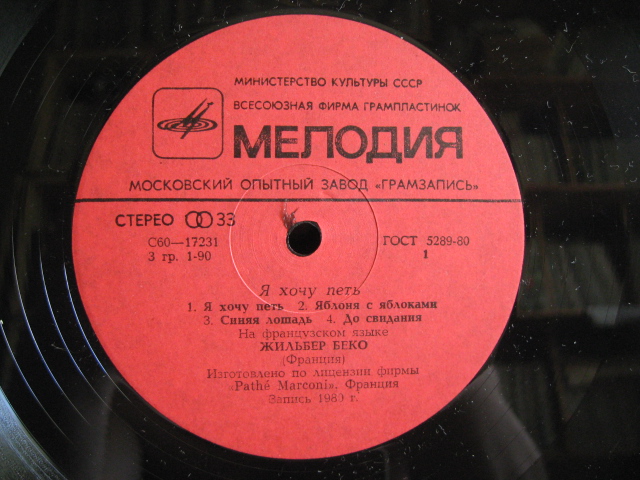 МИНИСТЕРСТВО КУЛЬТУРЫ СССР
ВСЕСОЮЗНАЯ ФИРМА ГРАМПЛАСТИНОК
МЕЛОДИЯ
МОСКОВСКИЙ ОПЫТНЫЙ ЗАВОД «ГРАМЗАПИСЬ»
СТЕРЕО 33
С60—17231 ГОСТ 5289-80
3 гр. 1-90 1
Я хочу петь
1. Я хочу петь 2. Яблоня с яблоками
3. Синяя лошадь 4. До свидания
На французском языке
ЖИЛЬБЕР БЕКО
(Франция)
Изготовлено по лицензии фирмы
«Pathé Marconi», Франция
Запись 1980 г.